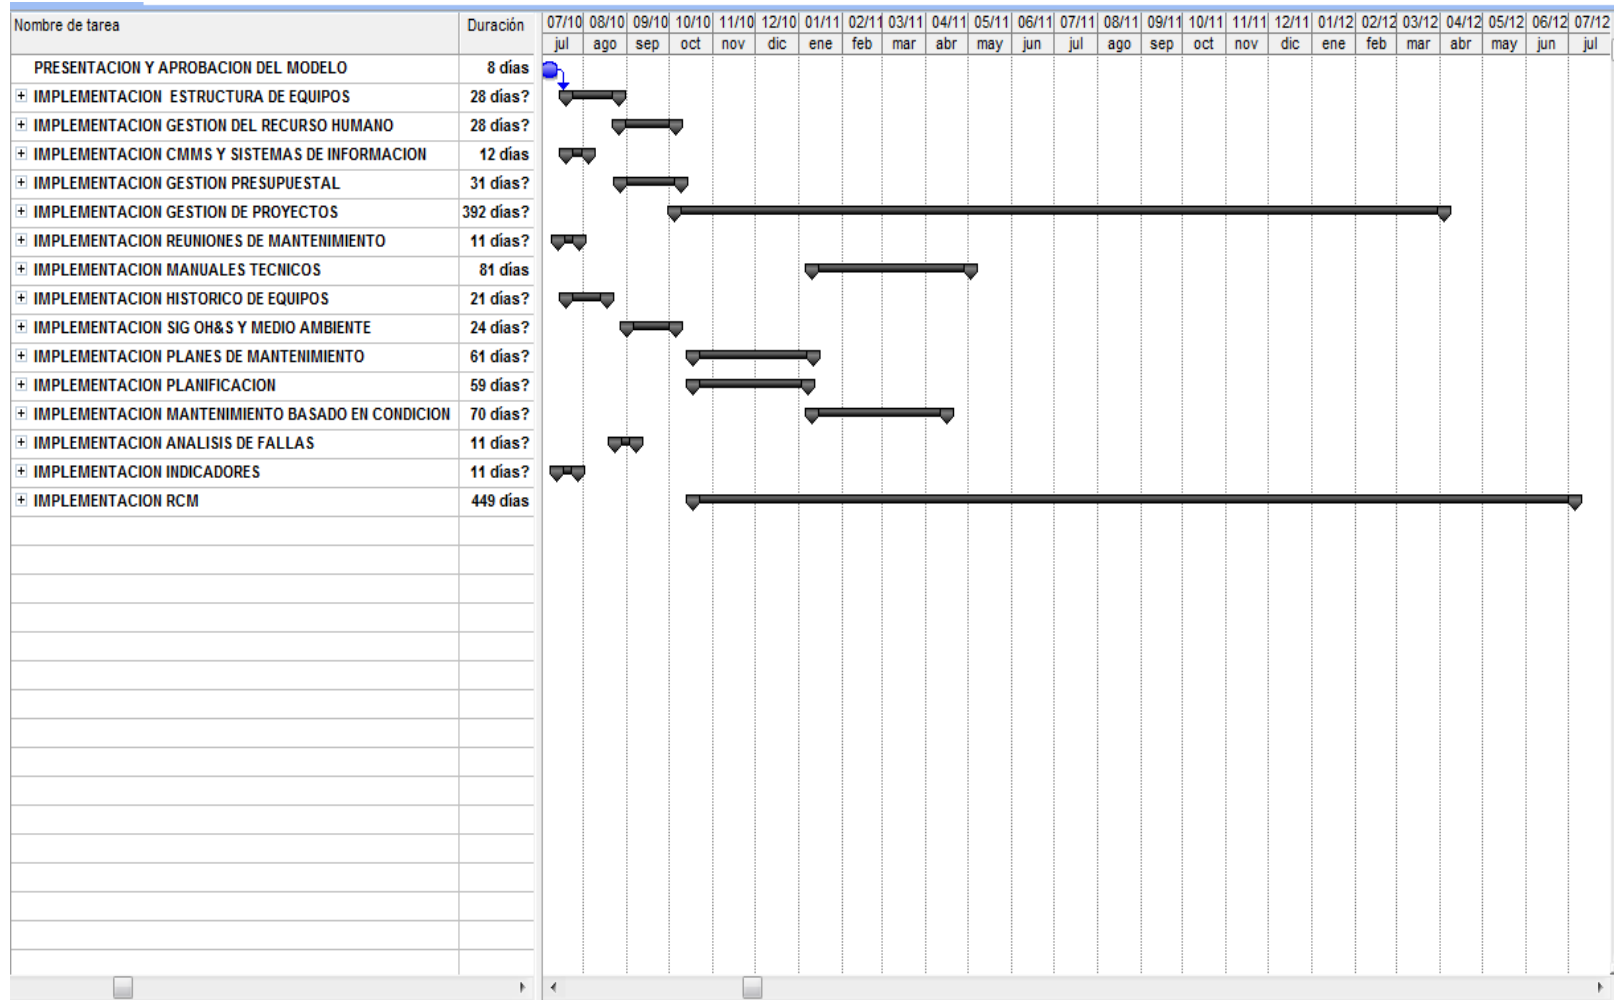 Nombre de tarea Duración 07/10 08/10 09/10 10/10 11/10 12/10 01/11 02/11 03/11 04/11 05/11 06/11 07/11 08/11 09/11 10/11 11/11 12/11 01/12 02/12 03/12 04/12 05/12 06/12 07/12
jul ago sep oct nov dic ene feb mar abr may jun jul ago sep oct nov dic ene feb mar abr may jun jul
PRESENTACION Y APROBACION DEL MODELO 8 días
IMPLEMENTACION ESTRUCTURA DE EQUIPOS 28 días?
IMPLEMENTACION GESTION DEL RECURSO HUMANO 28 días?
IMPLEMENTACION CMMS Y SISTEMAS DE INFORMACION 12 días
IMPLEMENTACION GESTION PRESUPUESTAL 31 días?
IMPLEMENTACION GESTION DE PROYECTOS 392 días?
IMPLEMENTACION REUNIONES DE MANTENIMIENTO 11 días?
IMPLEMENTACION MANUALES TECNICOS 81 días
IMPLEMENTACION HISTORICO DE EQUIPOS 21 días?
IMPLEMENTACION SIG OH&S Y MEDIO AMBIENTE 24 días?
IMPLEMENTACION PLANES DE MANTENIMIENTO 61 días?
IMPLEMENTACION PLANIFICACION 59 días?
IMPLEMENTACION MANTENIMIENTO BASADO EN CONDICION 70 días?
IMPLEMENTACION ANALISIS DE FALLAS 11 días?
IMPLEMENTACION INDICADORES 11 días?
IMPLEMENTACION RCM 449 días